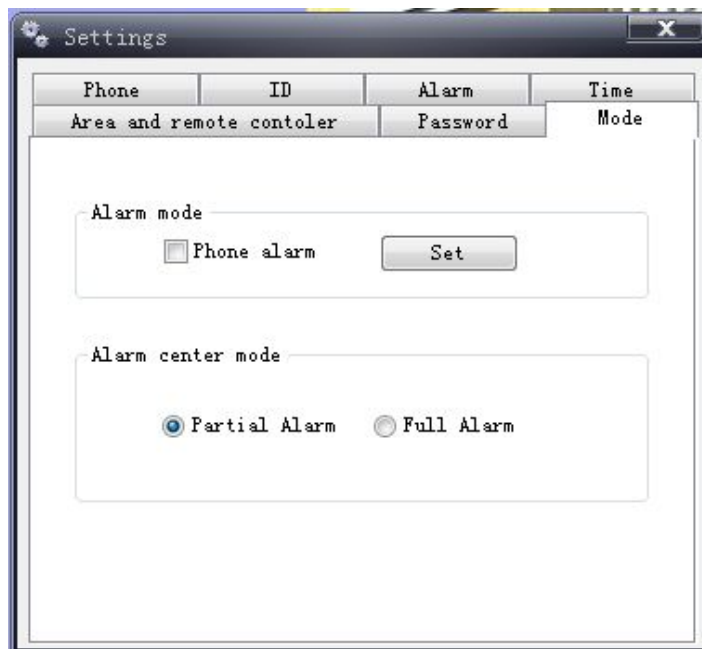 Settings
Phone ID Alarm Time
Area and remote contoler Password Mode
Alarm mode
Phone alarm Set
Alarm center mode
Partial Alarm Full Alarm